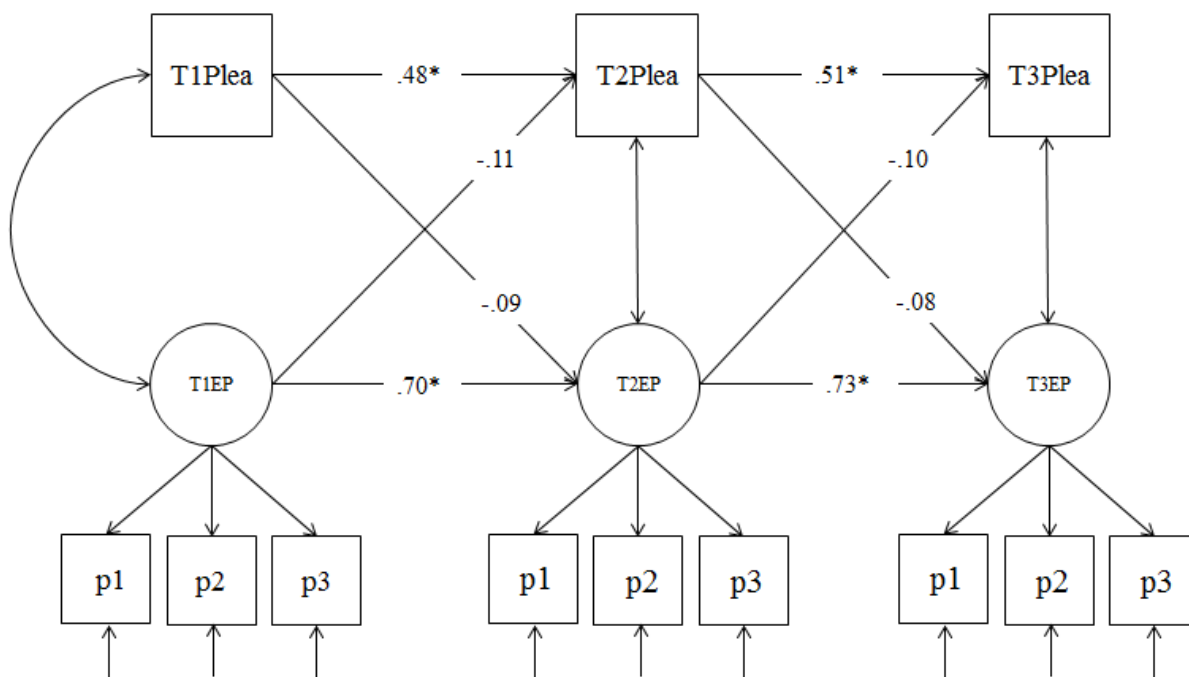 T1Plea
.48*
T2Plea
.51*
T3Plea
-.11
-.10
-.09
-.08
T1EP
.70*
T2EP
.73*
T3EP
p1
p2
p3
p1
p2
p3
p1
p2
p3